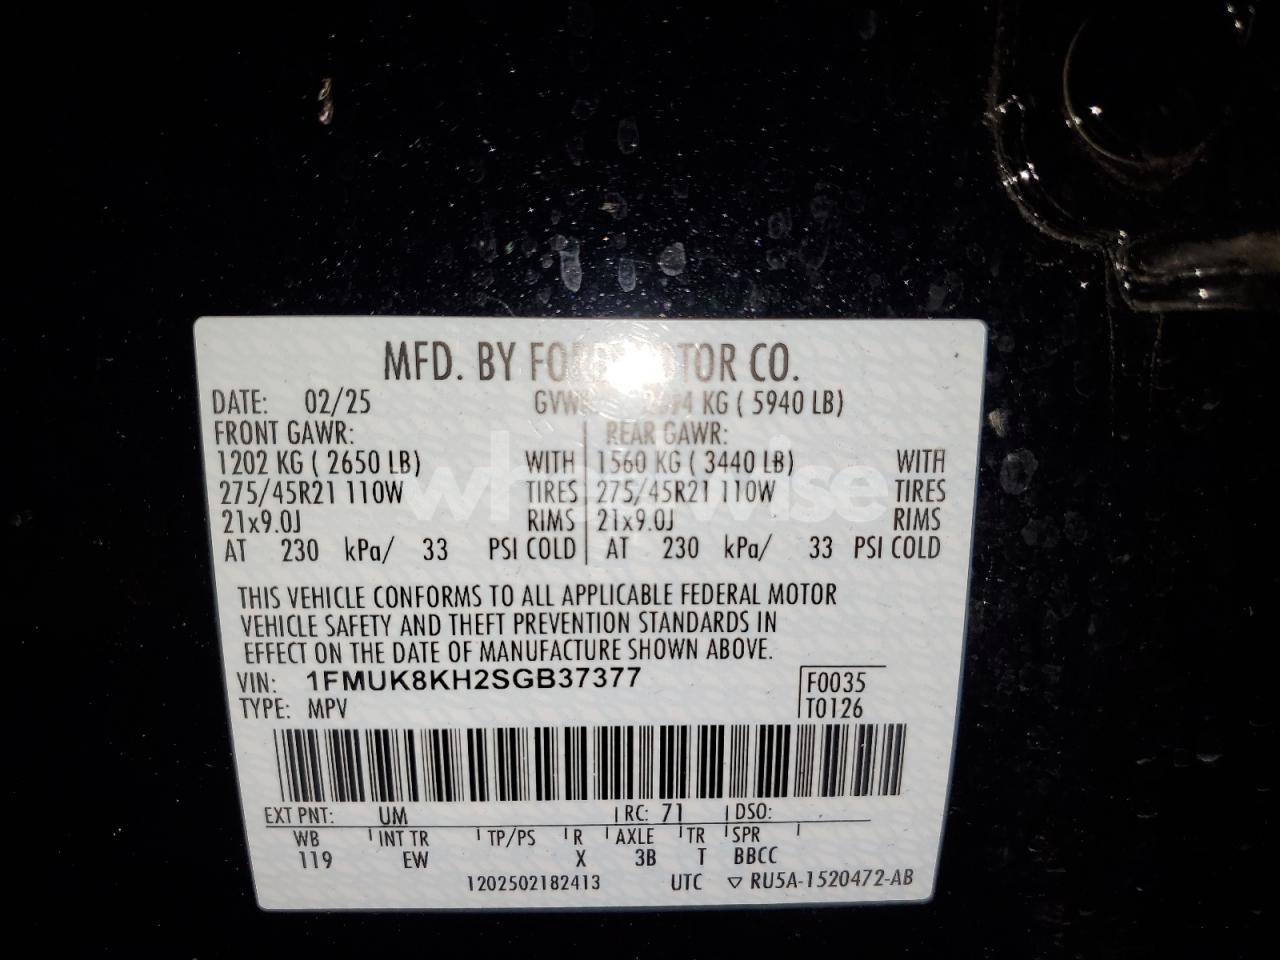 MFD. BY FORD MOTOR CO.
DATE: 02/25 GVWR: KG ( 5940 LB)
FRONT GAWR: REAR GAWR:
1202 KG ( 2650 LB) WITH 1560 KG ( 3440 LB) WITH
275/45R21 110W TIRES 275/45R21 110W TIRES
21x9.0J RIMS 21x9.0J RIMS
AT 230 kPa/ 33 PSI COLD AT 230 kPa/ 33 PSI COLD
wheelwise
THIS VEHICLE CONFORMS TO ALL APPLICABLE FEDERAL MOTOR
VEHICLE SAFETY AND THEFT PREVENTION STANDARDS IN
EFFECT ON THE DATE OF MANUFACTURE SHOWN ABOVE.
VIN: 1FMUK8KH2SGB37377 F0035
TYPE: MPV T0126
EXT PNT: UM RC: 71 DSO:
WB INT TR TP/PS R AXLE TR SPR
119 EW X 3B T BBCC
1202502182413 UTC ▽ RU5A-1520472-AB